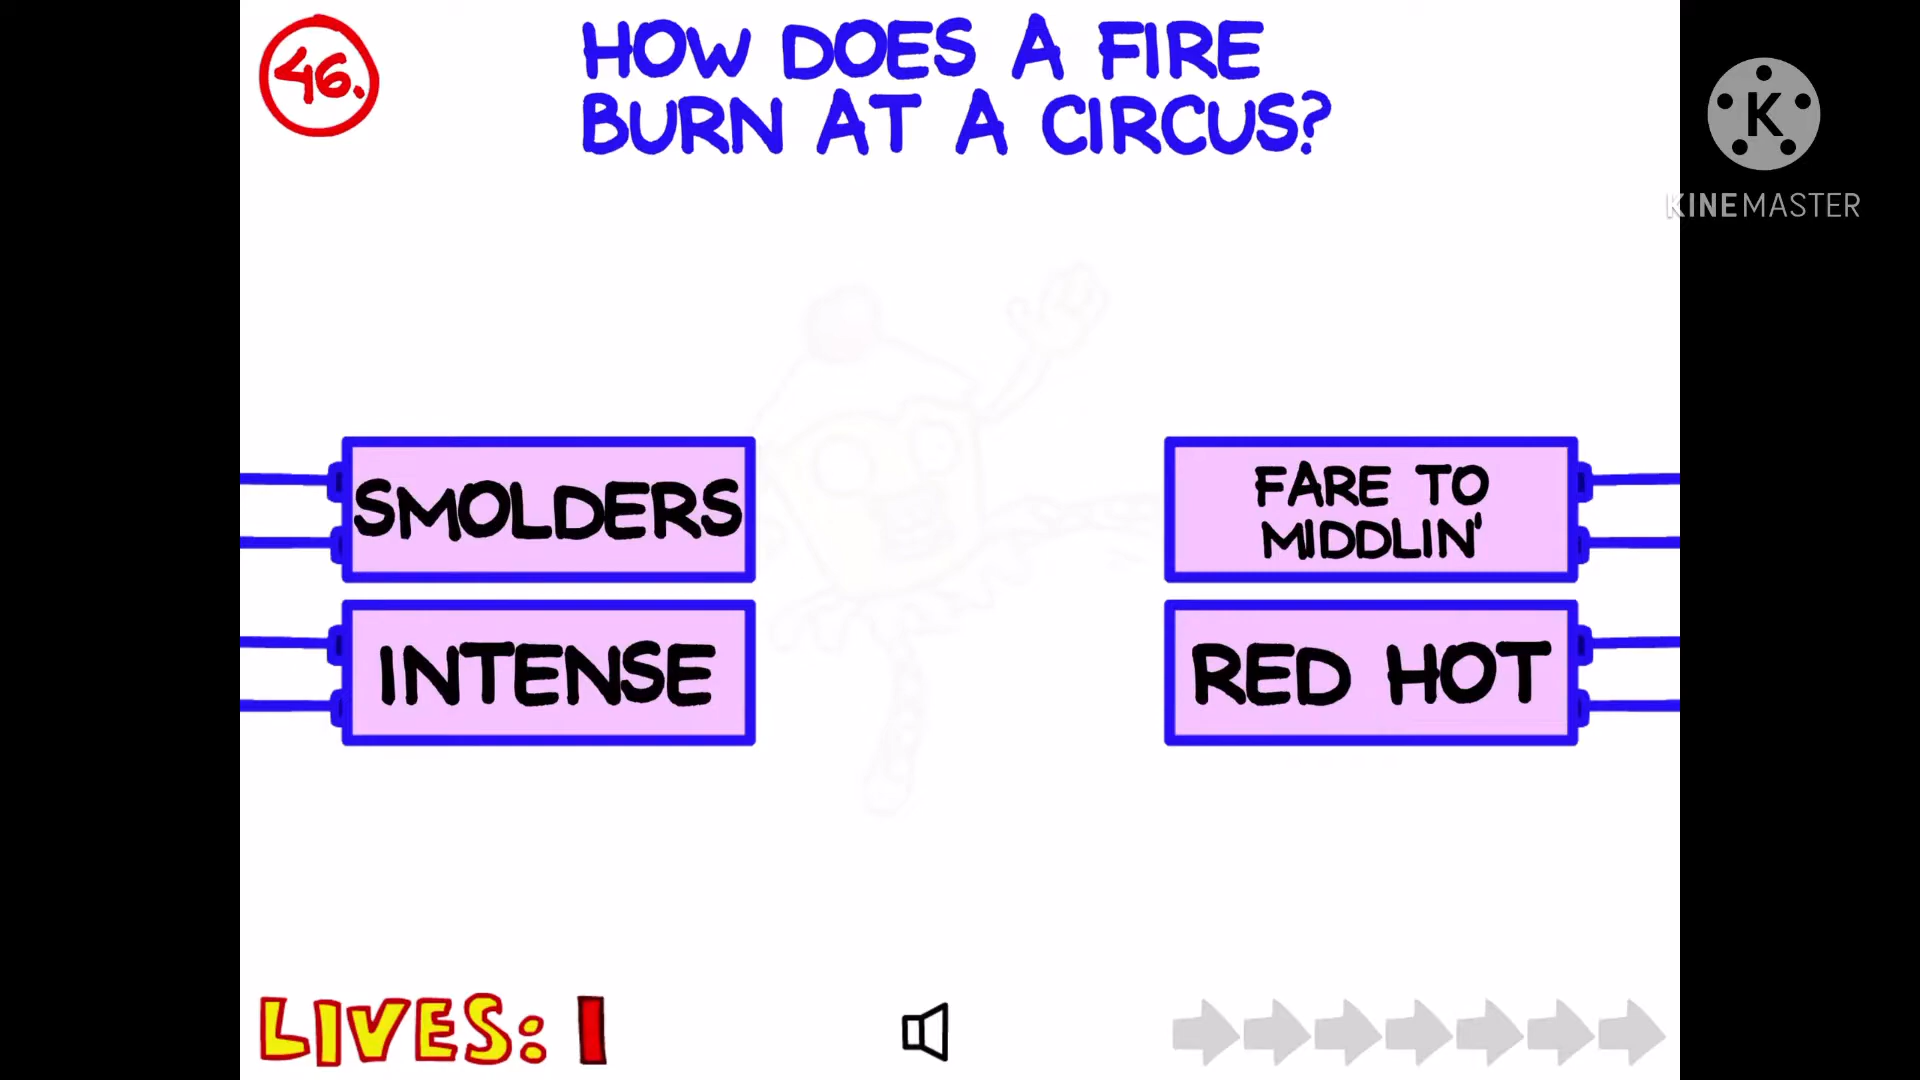 46.
HOW DOES A FIRE
BURN AT A CIRCUS?
K
KINEMASTER
SMOLDERS
FARE TO
MIDDLIN'
INTENSE
RED HOT
LIVES: 1